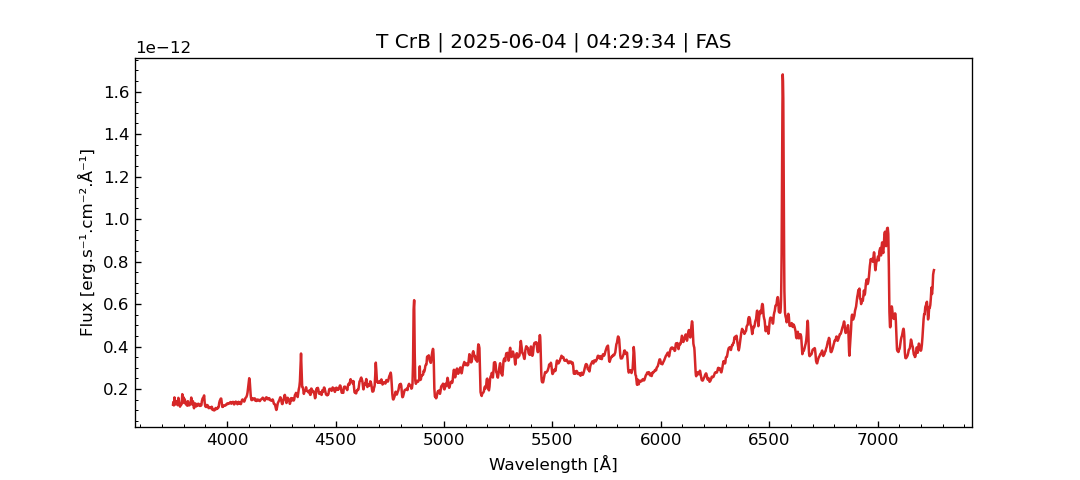 T CrB | 2025-06-04 | 04:29:34 | FAS
1e−12
Flux [erg.s⁻¹.cm⁻².Å⁻¹]
1.6
1.4
1.2
1.0
0.8
0.6
0.4
0.2
4000 4500 5000 5500 6000 6500 7000
Wavelength [Å]